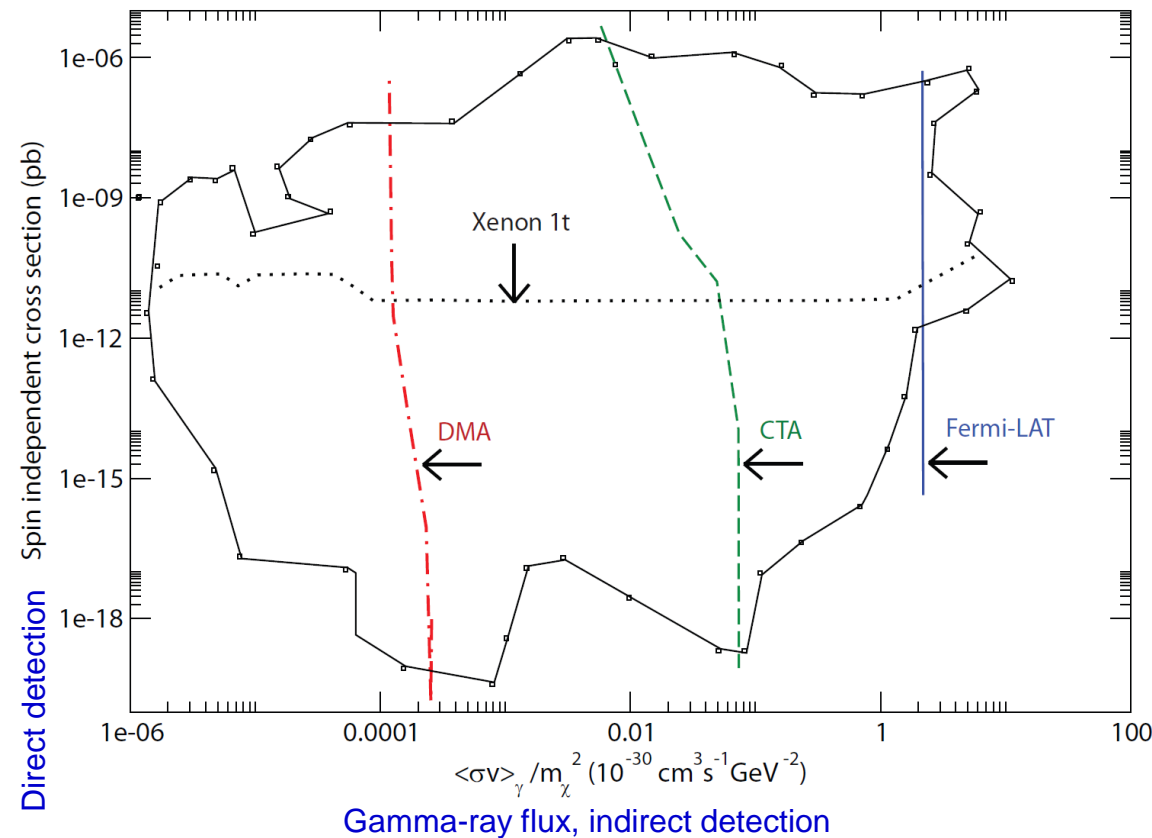 1e-06
1e-09
1e-12
1e-15
1e-18
Spin independent cross section (pb)
Direct detection
Xenon 1t
DMA
CTA
Fermi-LAT
1e-06 0.0001 0.01 1 100
<σv>γ /mχ² (10⁻³⁰ cm³s⁻¹GeV⁻²)
Gamma-ray flux, indirect detection